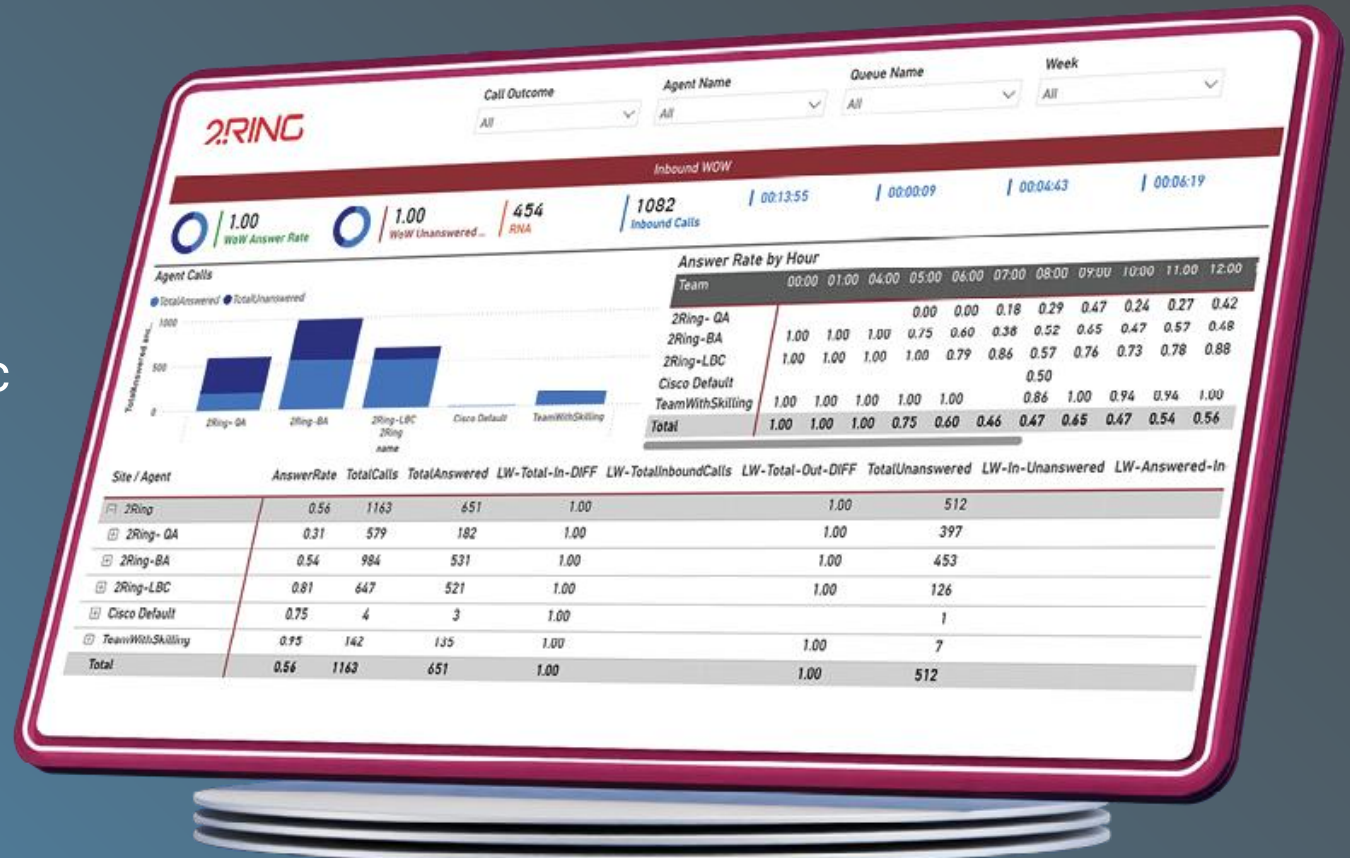 C
2RING
Call Outcome Agent Name Queue Name Week
All All All All
Inbound WOW
1.00 1.00 454 1082 00:13:55 00:00:09 00:04:43 00:06:19
WoW Answer Rate WoW Unanswered... RNA Inbound Calls
Agent Calls
TotalAnswered TotalUnanswered
TotalAnswered and...
1000
500
0
2Ring- QA 2Ring-BA 2Ring-LBC Cisco Default TeamWithSkilling
2Ring
name
Answer Rate by Hour
Team 00:00 01:00 04:00 05:00 06:00 07:00 08:00 09:00 10:00 11:00 12:00
2Ring- QA 0.00 0.00 0.18 0.29 0.47 0.24 0.27 0.42
2Ring-BA 1.00 1.00 1.00 0.75 0.60 0.38 0.52 0.65 0.47 0.57 0.48
2Ring-LBC 1.00 1.00 1.00 1.00 0.79 0.86 0.57 0.76 0.73 0.78 0.88
Cisco Default 0.50
TeamWithSkilling 1.00 1.00 1.00 1.00 1.00 0.86 1.00 0.94 0.94 1.00
Total 1.00 1.00 1.00 0.75 0.60 0.46 0.47 0.65 0.47 0.54 0.56
Site / Agent AnswerRate TotalCalls TotalAnswered LW-Total-In-DIFF LW-TotalInboundCalls LW-Total-Out-DIFF TotalUnanswered LW-In-Unanswered LW-Answered-In
2Ring 0.56 1163 651 1.00 1.00 512
2Ring- QA 0.31 579 182 1.00 1.00 397
2Ring-BA 0.54 984 531 1.00 1.00 453
2Ring-LBC 0.81 647 521 1.00 1.00 126
Cisco Default 0.75 4 3 1.00 1
TeamWithSkilling 0.95 142 135 1.00 1.00 7
Total 0.56 1163 651 1.00 1.00 512